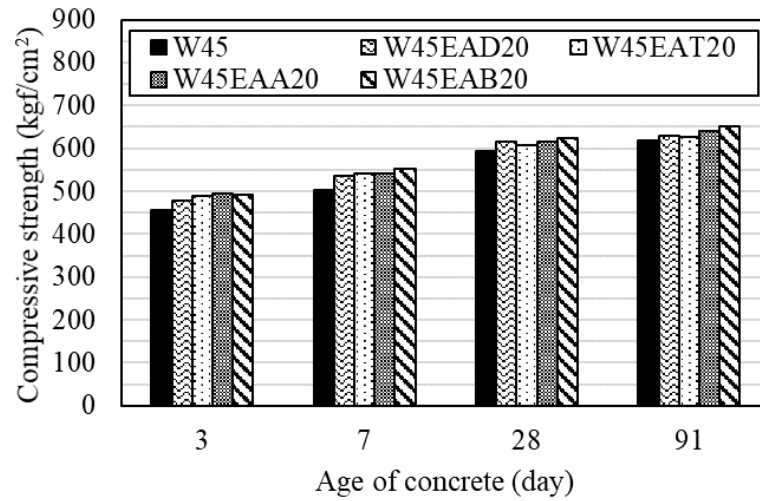 900
800
700
600
500
400
300
200
100
0
Compressive strength (kgf/cm²)
W45 W45EAD20 W45EAT20
W45EAA20 W45EAB20
3 7 28 91
Age of concrete (day)